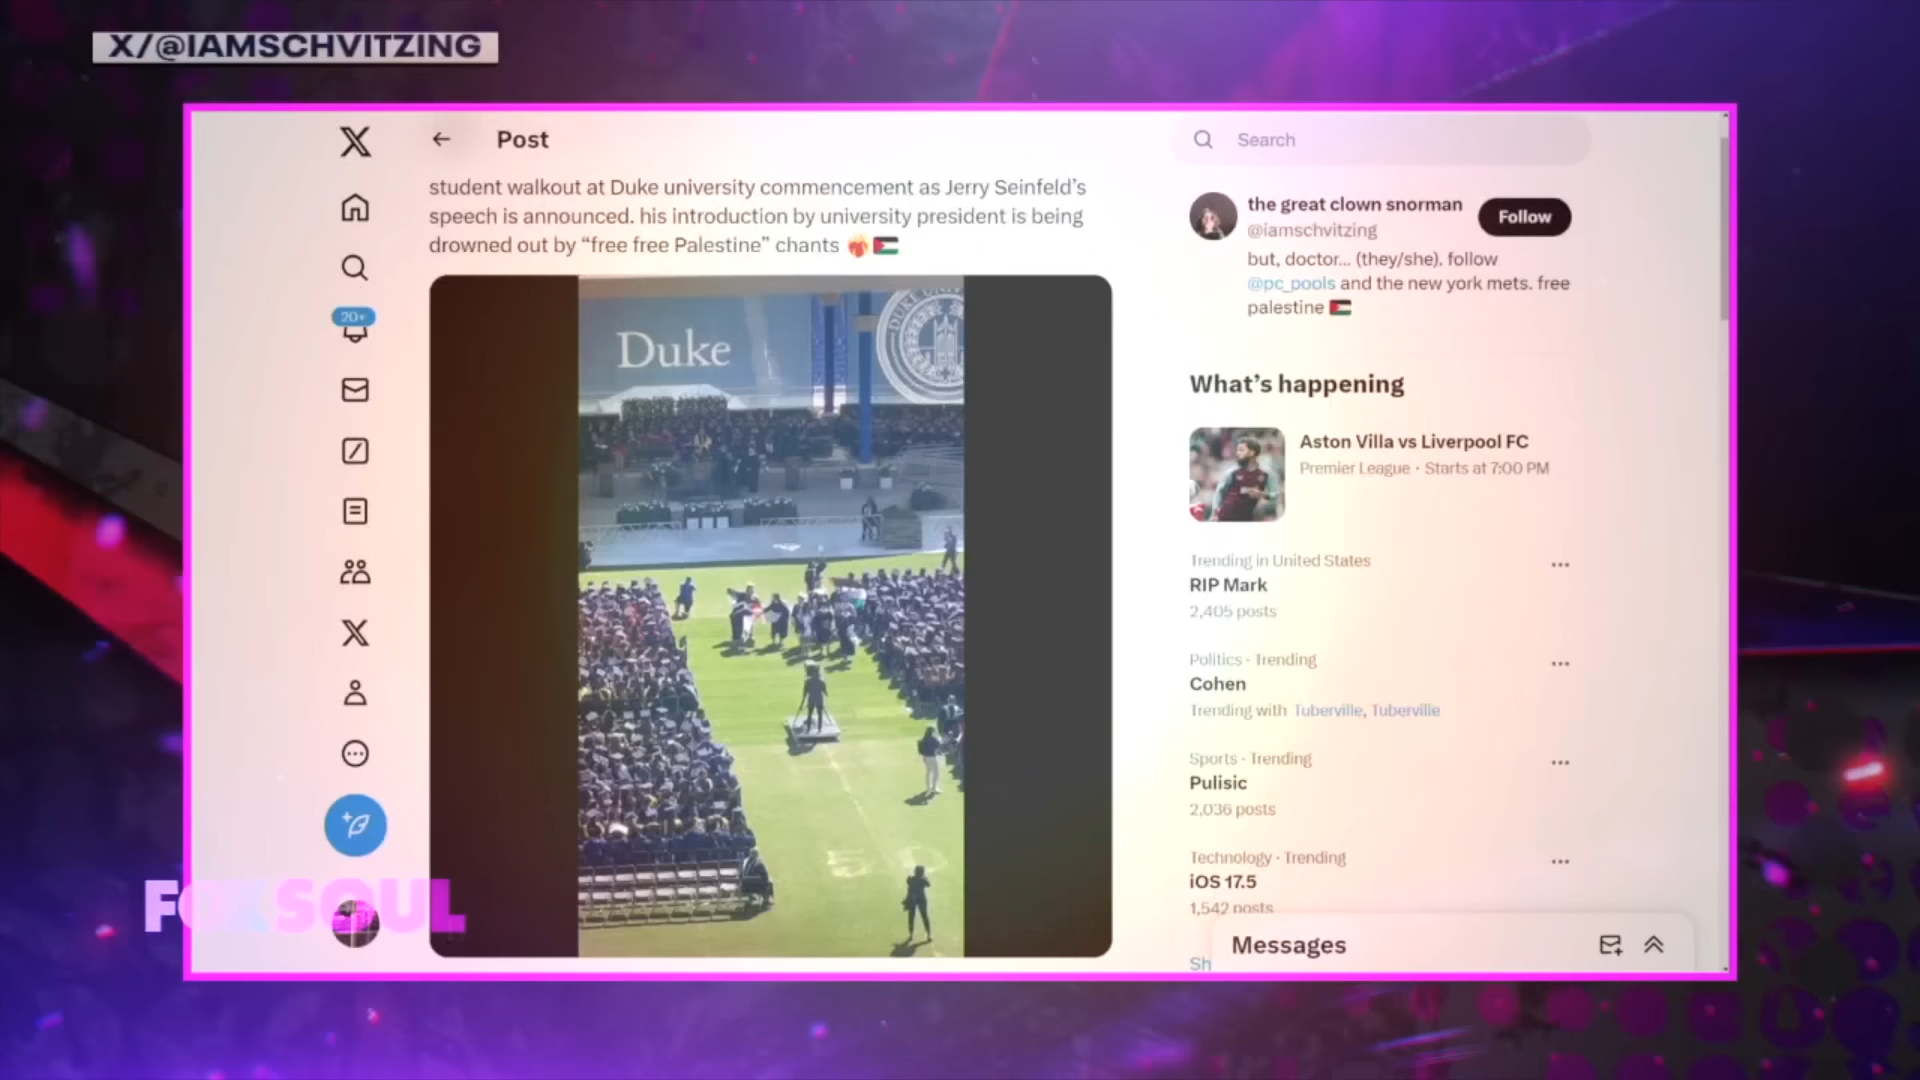 X/@IAMSCHVITZING
Post
student walkout at Duke university commencement as Jerry Seinfeld's
speech is announced. his introduction by university president is being
drowned out by “free free Palestine” chants
20+
Duke
FOX SOUL
Search
the great clown snorman
@iamschvitzing
Follow
but, doctor... (they/she). follow
@pc_pools and the new york mets. free
palestine
What's happening
Aston Villa vs Liverpool FC
Premier League · Starts at 7:00 PM
Trending in United States
RIP Mark
2,405 posts
Politics · Trending
Cohen
Trending with Tuberville, Tuberville
Sports · Trending
Pulisic
2,036 posts
Technology · Trending
iOS 17.5
1,542 posts
Sh
Messages